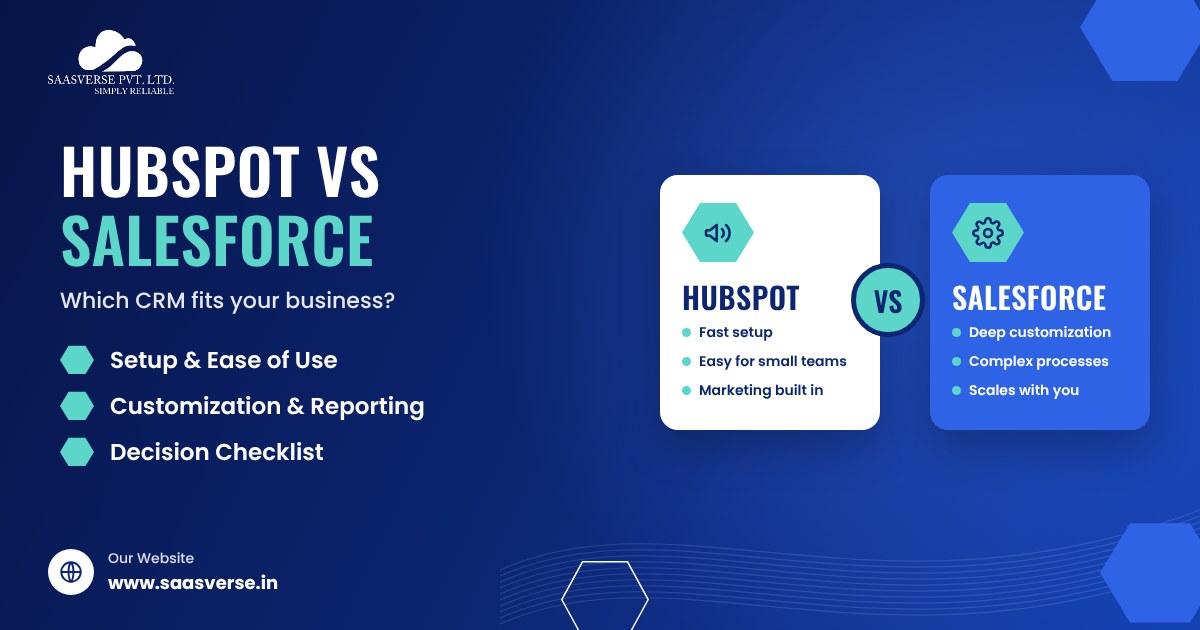 SAASVERSE PVT. LTD.
SIMPLY RELIABLE
HUBSPOT VS
SALESFORCE
Which CRM fits your business?
Setup & Ease of Use
Customization & Reporting
Decision Checklist
Our Website
www.saasverse.in
HUBSPOT
Fast setup
Easy for small teams
Marketing built in
VS
SALESFORCE
Deep customization
Complex processes
Scales with you